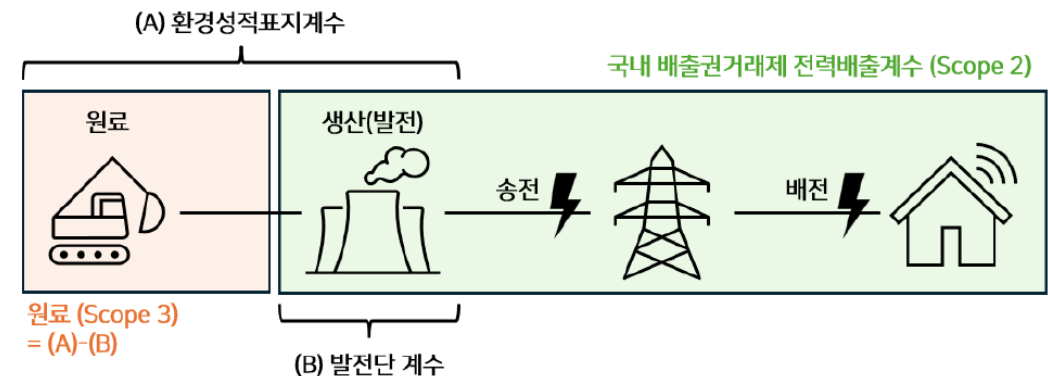 (A) 환경성적표지계수
국내 배출권거래제 전력배출계수 (Scope 2)
원료
생산(발전)
송전
배전
원료 (Scope 3)
= (A)-(B)
(B) 발전단 계수